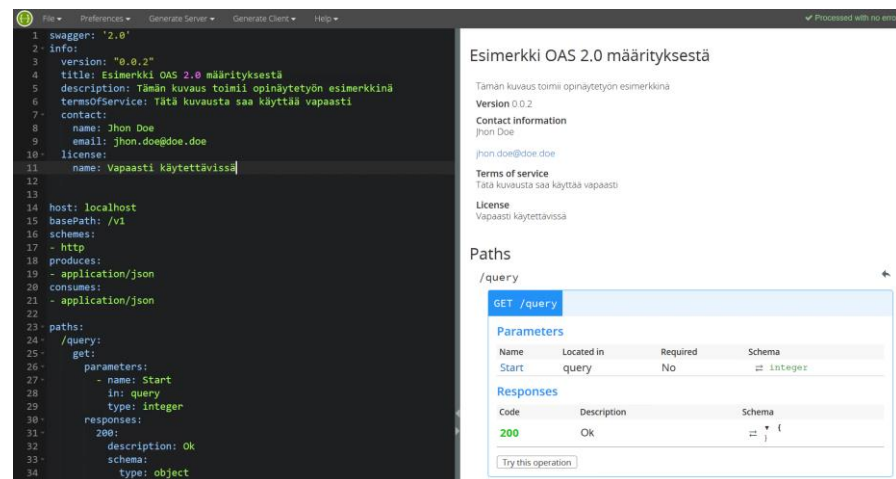 File Preferences Generate Server Generate Client Help Processed with no erro
1 swagger: '2.0'
2 info:
3 version: "0.0.2"
4 title: Esimerkki OAS 2.0 määrityksestä
5 description: Tämän kuvaus toimii opinäytetyön esimerkkinä
6 termsOfService: Tätä kuvausta saa käyttää vapaasti
7 contact:
8 name: Jhon Doe
9 email: jhon.doe@doe.doe
10 license:
11 name: Vapaasti käytettävissä
12
13
14 host: localhost
15 basePath: /v1
16 schemes:
17 - http
18 produces:
19 - application/json
20 consumes:
21 - application/json
22
23 paths:
24 /query:
25 get:
26 parameters:
27 - name: Start
28 in: query
29 type: integer
30 responses:
31 200:
32 description: Ok
33 schema:
34 type: object
Esimerkki OAS 2.0 määrityksestä
Tämän kuvaus toimii opinäytetyön esimerkkinä
Version 0.0.2
Contact information
Jhon Doe
jhon.doe@doe.doe
Terms of service
Tätä kuvausta saa käyttää vapaasti
License
Vapaasti käytettävissä
Paths
/query
GET /query
Parameters
Name Located in Required Schema
Start query No ⇄ integer
Responses
Code Description Schema
200 Ok ⇄ ▼ {
}
Try this operation